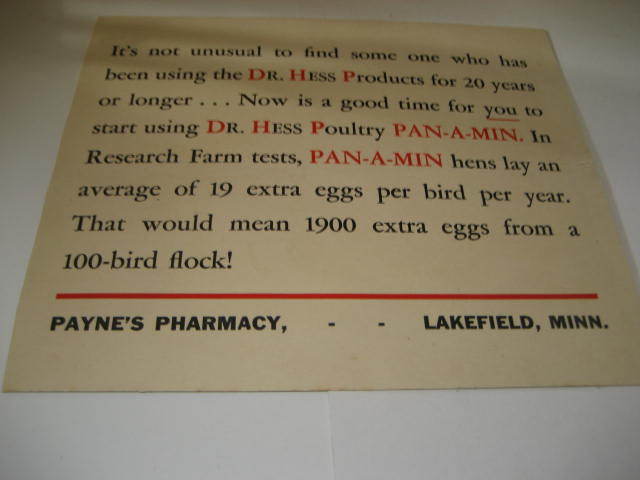 It's not unusual to find some one who has
been using the DR. HESS Products for 20 years
or longer . . . Now is a good time for you to
start using DR. HESS Poultry PAN-A-MIN. In
Research Farm tests, PAN-A-MIN hens lay an
average of 19 extra eggs per bird per year.
That would mean 1900 extra eggs from a
100-bird flock!
PAYNE'S PHARMACY, - - LAKEFIELD, MINN.